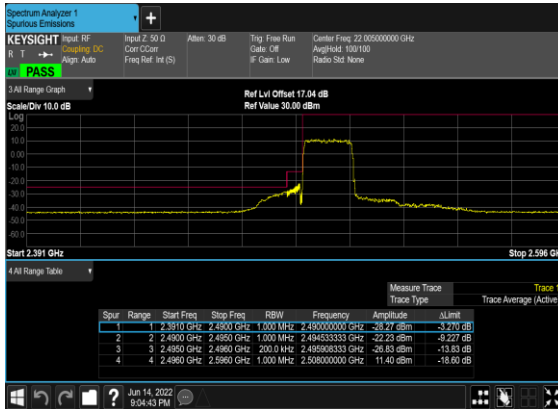 Spectrum Analyzer 1
Spurious Emissions
+
KEYSIGHT Input: RF Input Z: 50 Ω Atten: 30 dB Trig: Free Run Center Freq: 22.005000000 GHz
R T Coupling: DC Corr CCorr Gate: Off Avg|Hold: 100/100
Align: Auto Freq Ref: Int (S) IF Gain: Low Radio Std: None
LXI PASS
3 All Range Graph Ref Lvl Offset 17.04 dB
Scale/Div 10.0 dB Ref Value 30.00 dBm
Log
20.0
10.0
0.00
-10.0
-20.0
-30.0
-40.0
-50.0
-60.0
Start 2.391 GHz Stop 2.596 GH
4 All Range Table
Measure Trace Trace 1
Trace Type Trace Average (Active
Spur Range Start Freq Stop Freq RBW Frequency Amplitude ΔLimit
1 1 2.3910 GHz 2.4900 GHz 1.000 MHz 2.490000000 GHz -28.27 dBm -3.270 dB
2 2 2.4900 GHz 2.4950 GHz 1.000 MHz 2.494533333 GHz -22.23 dBm -9.227 dB
3 3 2.4950 GHz 2.4960 GHz 200.0 kHz 2.495908333 GHz -26.83 dBm -13.83 dB
4 4 2.4960 GHz 2.5960 GHz 1.000 MHz 2.508000000 GHz 11.40 dBm -18.60 dB
? Jun 14, 2022
9:04:43 PM